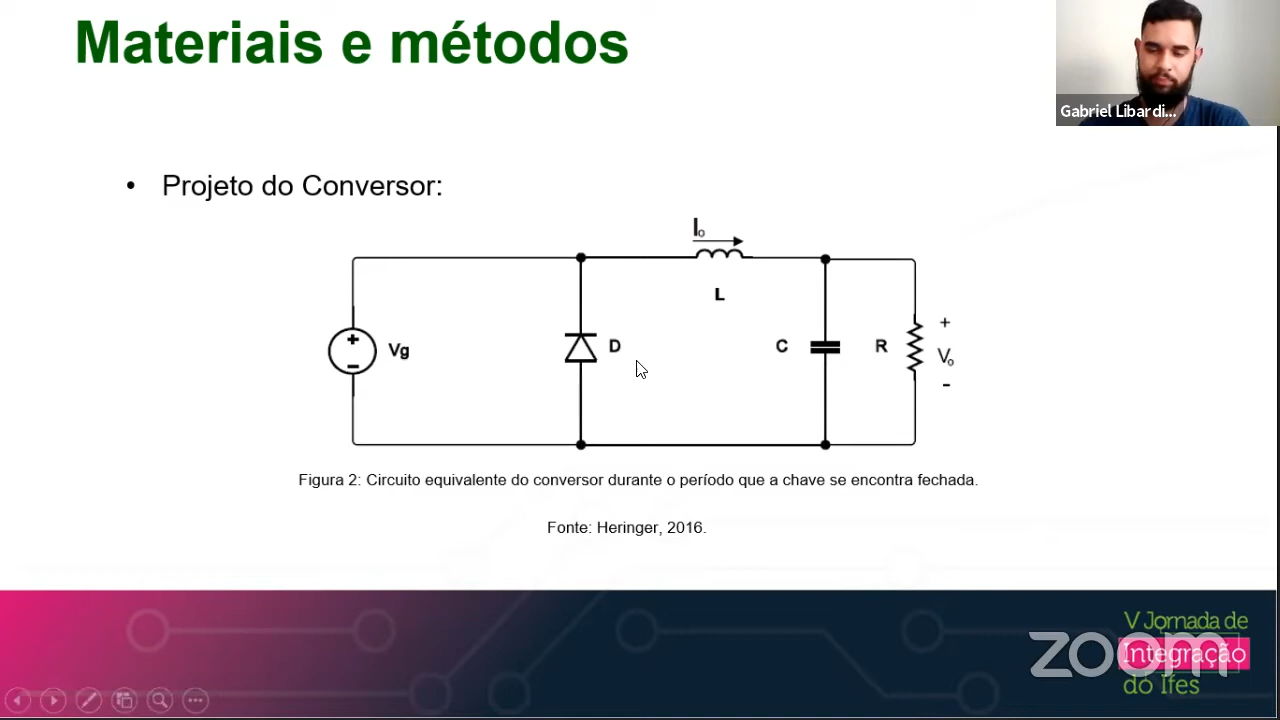 Materiais e métodos
Gabriel Libardi...
• Projeto do Conversor:
Io
L
+
Vg
D
C
R
Vo
-
Figura 2: Circuito equivalente do conversor durante o período que a chave se encontra fechada.
Fonte: Heringer, 2016.
V Jornada de
Integração
do Ifes
zoom